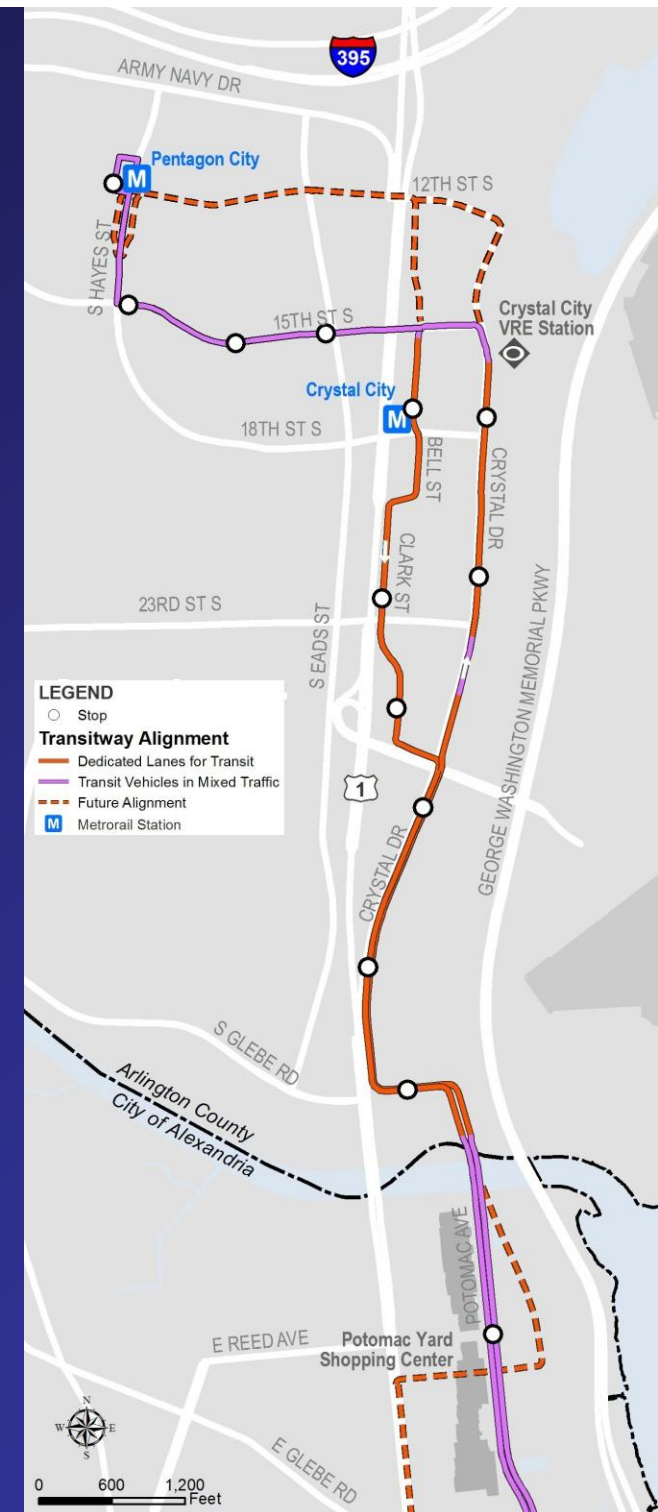 395
ARMY NAVY DR
Pentagon City
M
12TH ST S
S HAYES ST
15TH ST S
Crystal City
VRE Station
Crystal City
M
18TH ST S
BELL ST
CRYSTAL DR
CLARK ST
23RD ST S
S EADS ST
GEORGE WASHINGTON MEMORIAL PKWY
LEGEND
Stop
Transitway Alignment
Dedicated Lanes for Transit
Transit Vehicles in Mixed Traffic
Future Alignment
M Metrorail Station
1
CRYSTAL DR
S GLEBE RD
Arlington County
City of Alexandria
POTOMAC AVE
E REED AVE
Potomac Yard
Shopping Center
E GLEBE RD
N
W E
S
0 600 1,200
Feet